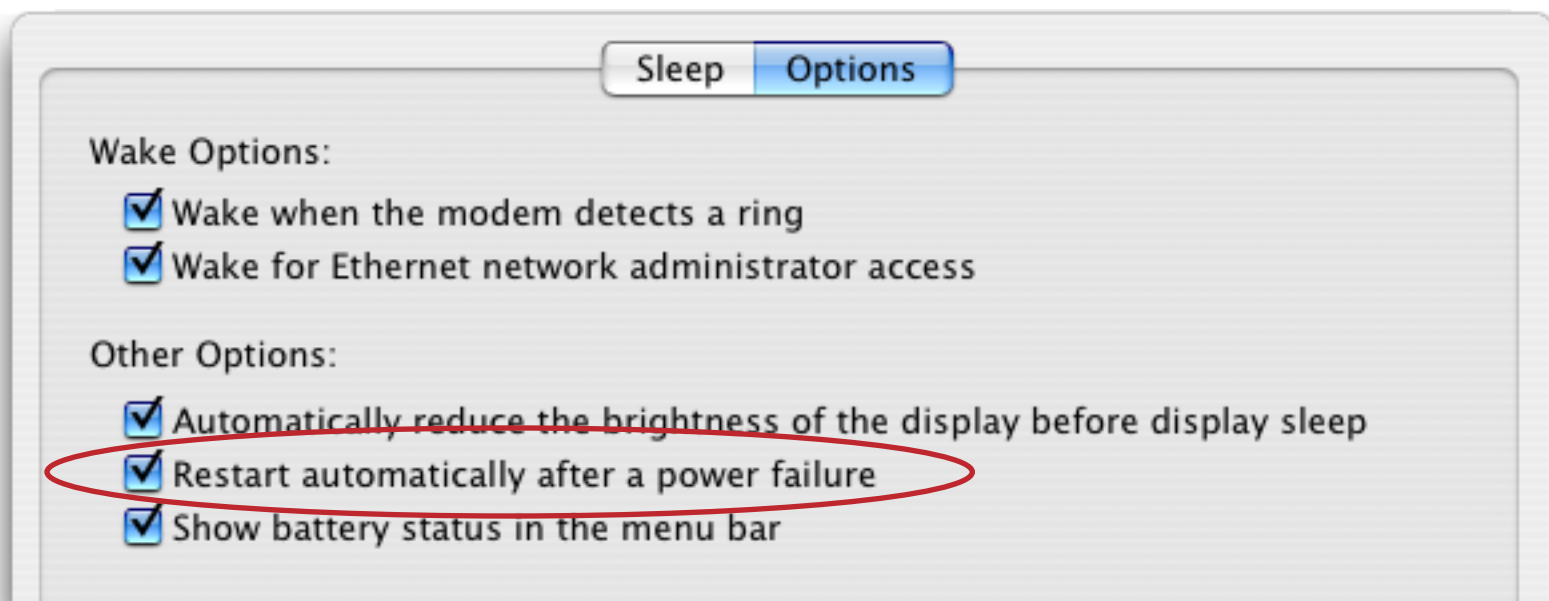 Sleep Options
Wake Options:
Wake when the modem detects a ring
Wake for Ethernet network administrator access
Other Options:
Automatically reduce the brightness of the display before display sleep
Restart automatically after a power failure
Show battery status in the menu bar